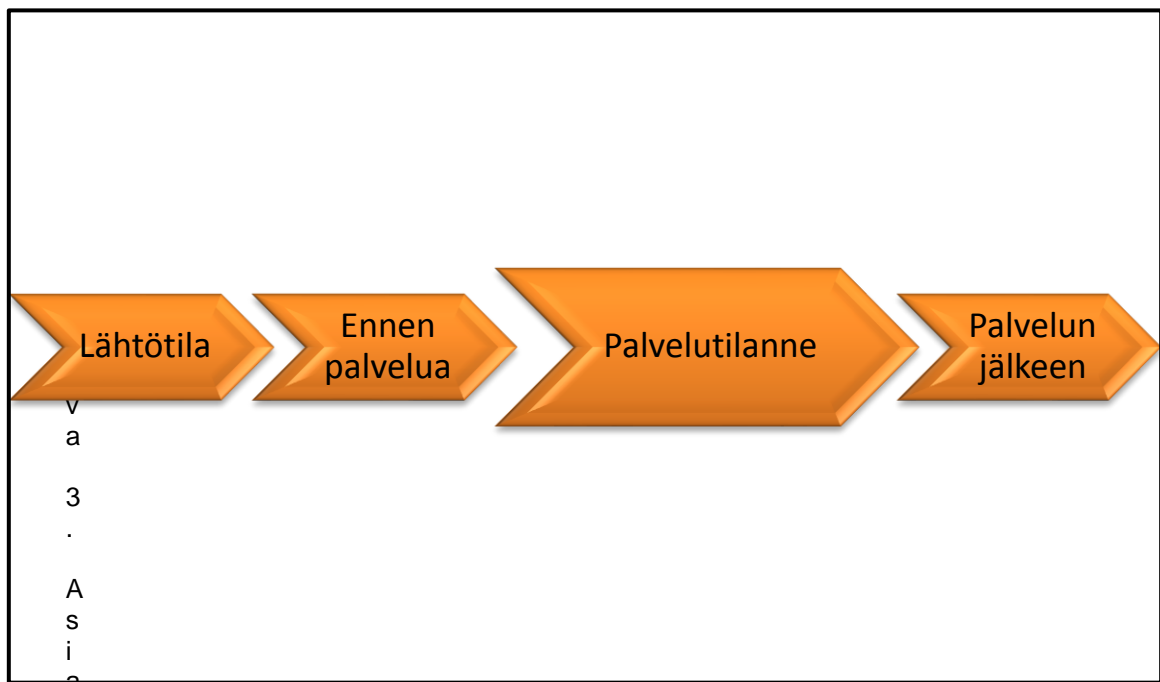 Lähtötila
Ennen
palvelua
Palvelutilanne
Palvelun
jälkeen
v
a
3
.
A
s
i
a